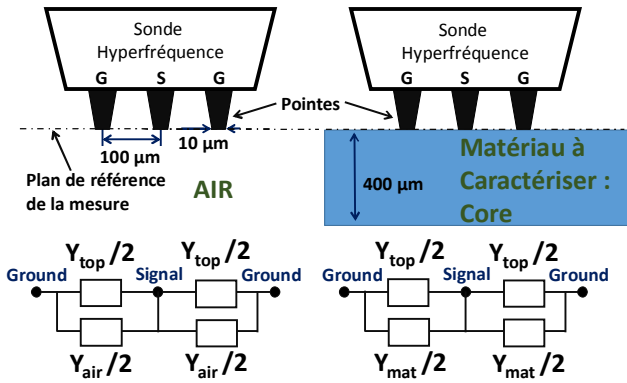 Sonde
Hyperfréquence
G S G
Sonde
Hyperfréquence
G S G
Pointes
100 µm
10 µm
Plan de référence
de la mesure
AIR
400 µm
Matériau à
Caractériser :
Core
Y_top/2 Y_top/2
Ground Signal Ground
Y_air/2 Y_air/2
Y_top/2 Y_top/2
Ground Signal Ground
Y_mat/2 Y_mat/2